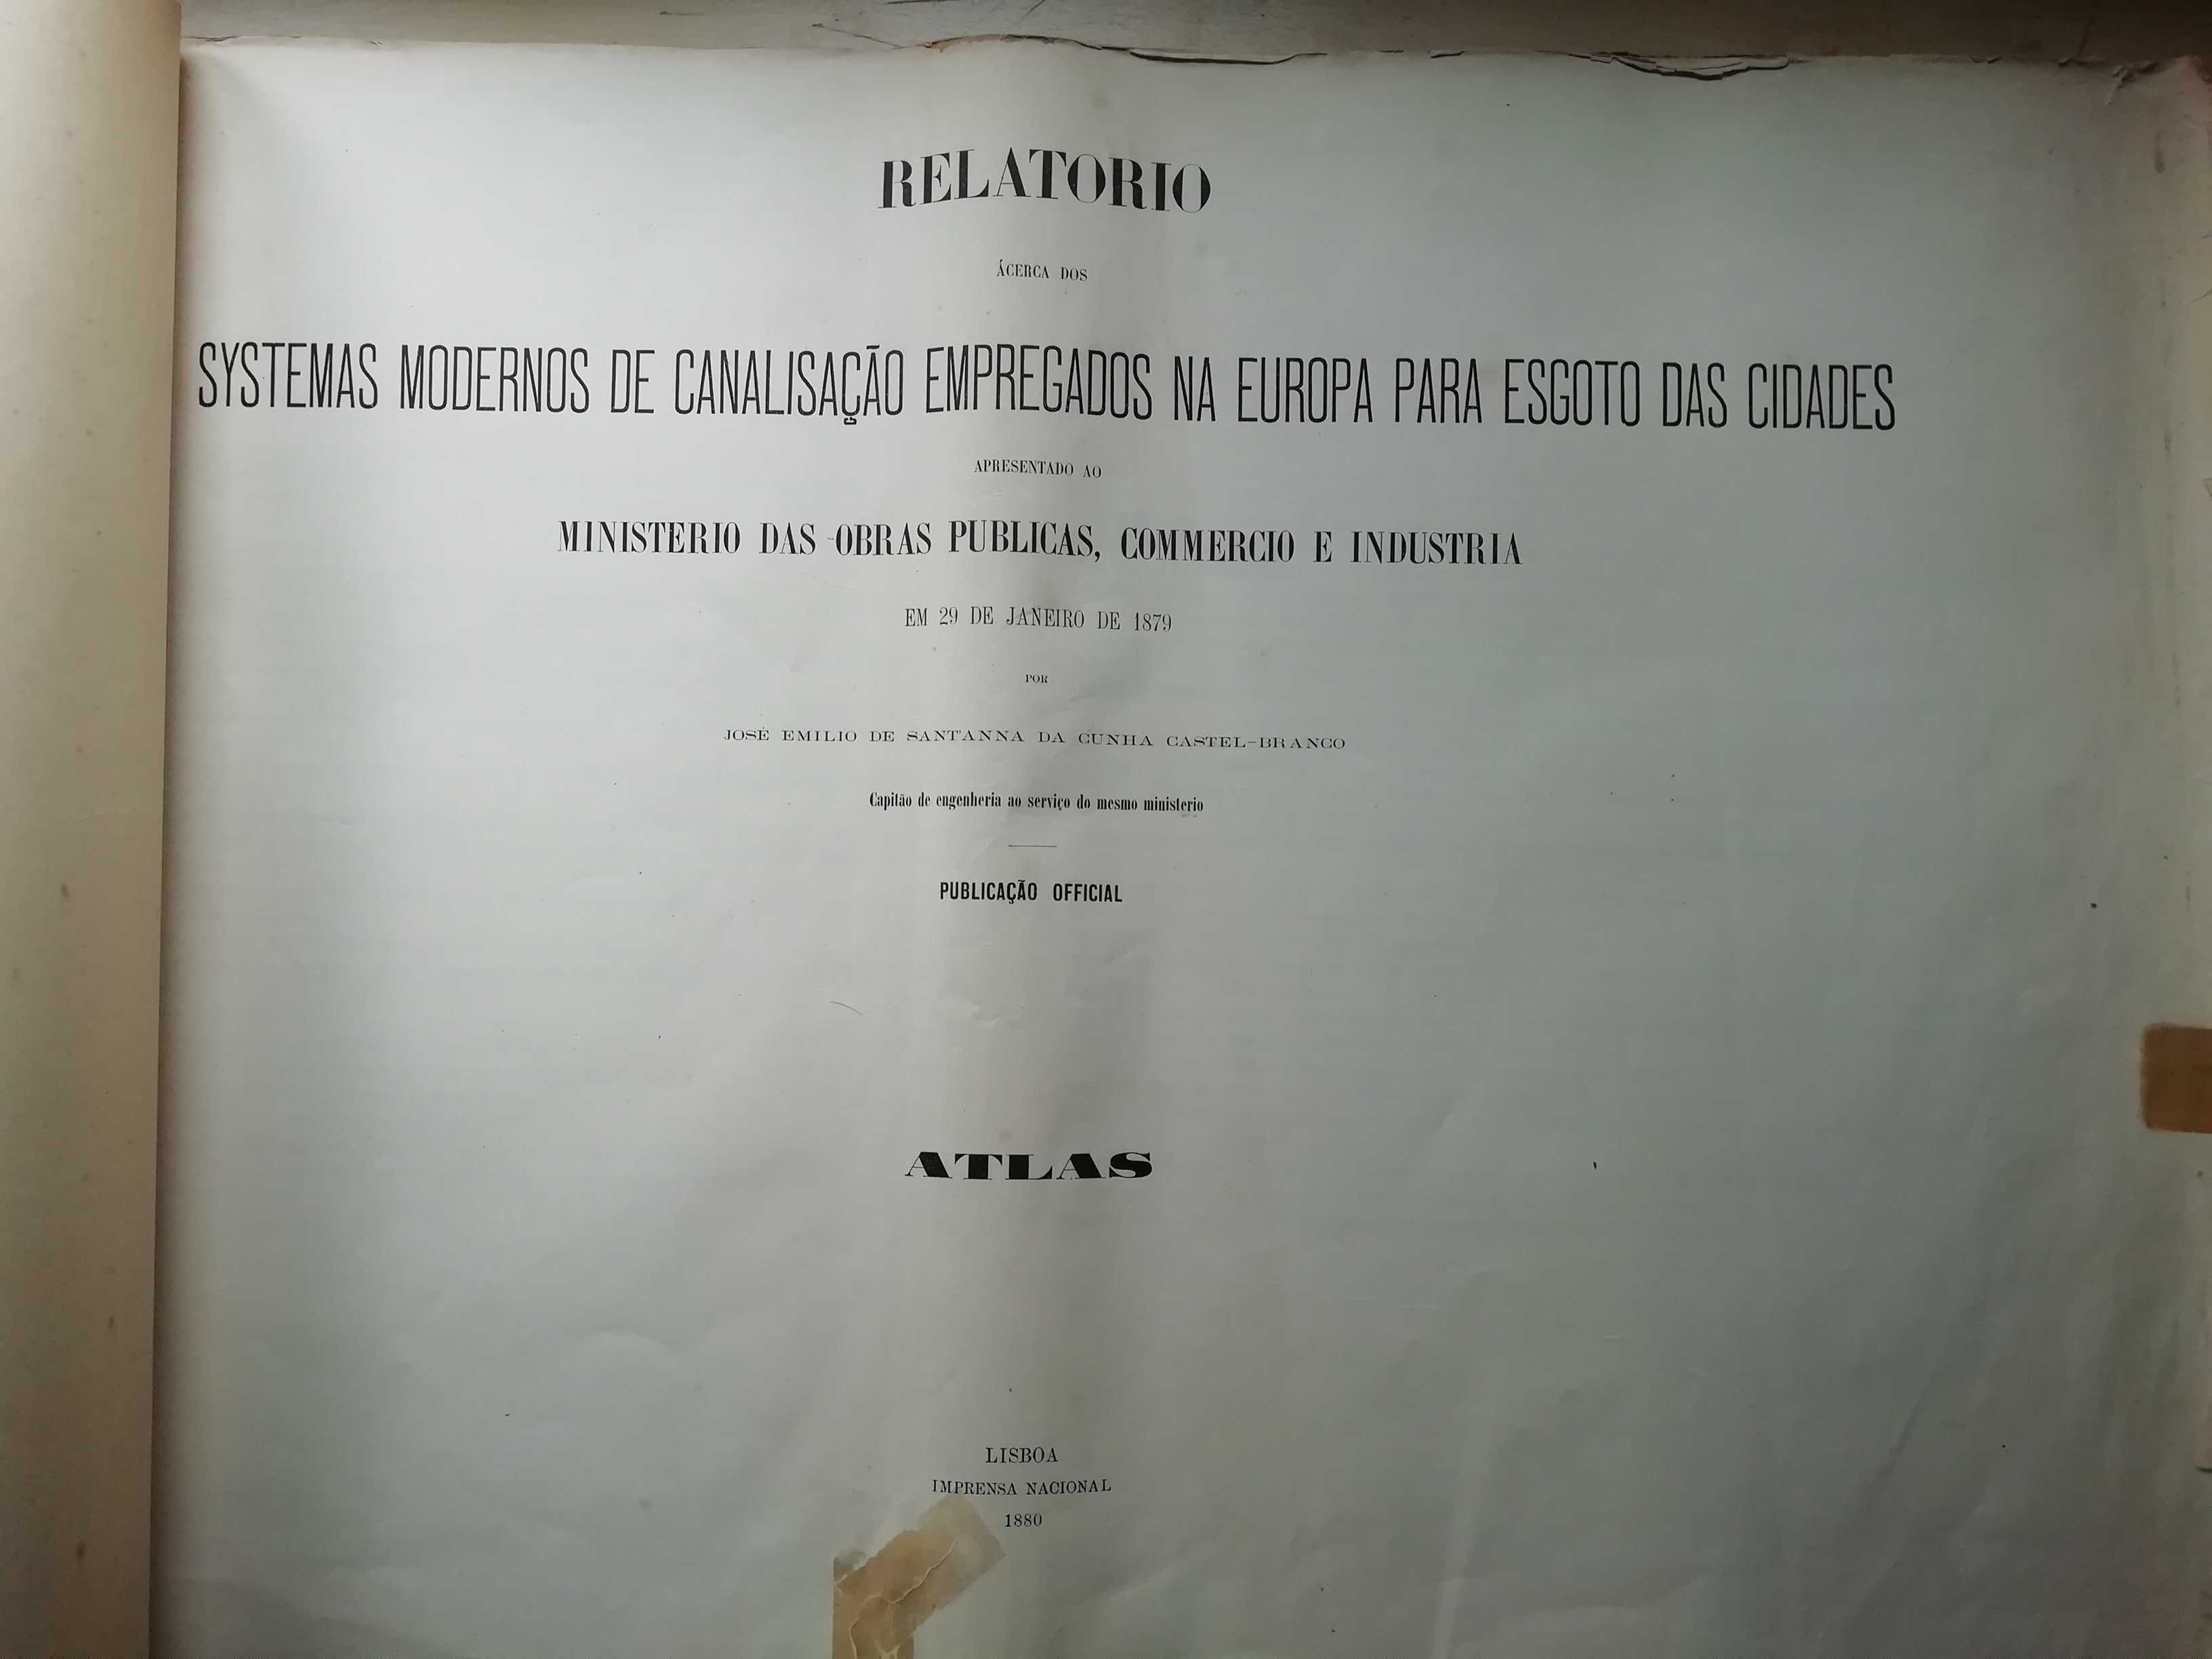 RELATORIO
ÁCERCA DOS
SYSTEMAS MODERNOS DE CANALISAÇÃO EMPREGADOS NA EUROPA PARA ESGOTO DAS CIDADES
APRESENTADO AO
MINISTERIO DAS OBRAS PUBLICAS, COMMERCIO E INDUSTRIA
EM 29 DE JANEIRO DE 1879
POR
JOSÉ EMILIO DE SANT'ANNA DA CUNHA CASTEL-BRANCO
Capitão de engenheria ao serviço do mesmo ministerio
PUBLICAÇÃO OFFICIAL
ATLAS
LISBOA
IMPRENSA NACIONAL
1880